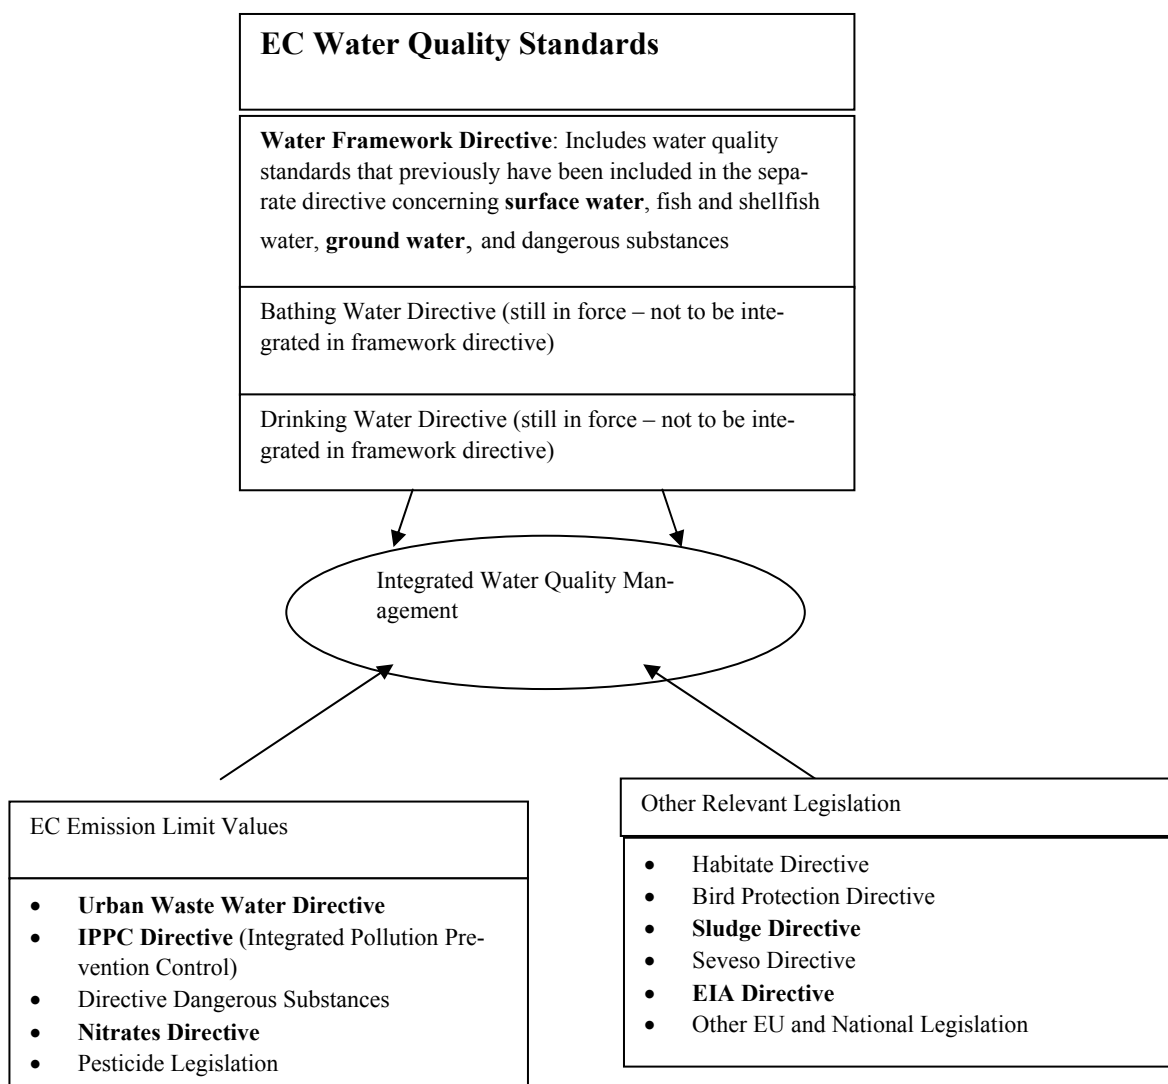 EC Water Quality Standards
Water Framework Directive: Includes water quality
standards that previously have been included in the sepa-
rate directive concerning surface water, fish and shellfish
water, ground water, and dangerous substances
Bathing Water Directive (still in force – not to be inte-
grated in framework directive)
Drinking Water Directive (still in force – not to be inte-
grated in framework directive)
Integrated Water Quality Man-
agement
EC Emission Limit Values
• Urban Waste Water Directive
• IPPC Directive (Integrated Pollution Pre-
vention Control)
• Directive Dangerous Substances
• Nitrates Directive
• Pesticide Legislation
Other Relevant Legislation
• Habitate Directive
• Bird Protection Directive
• Sludge Directive
• Seveso Directive
• EIA Directive
• Other EU and National Legislation